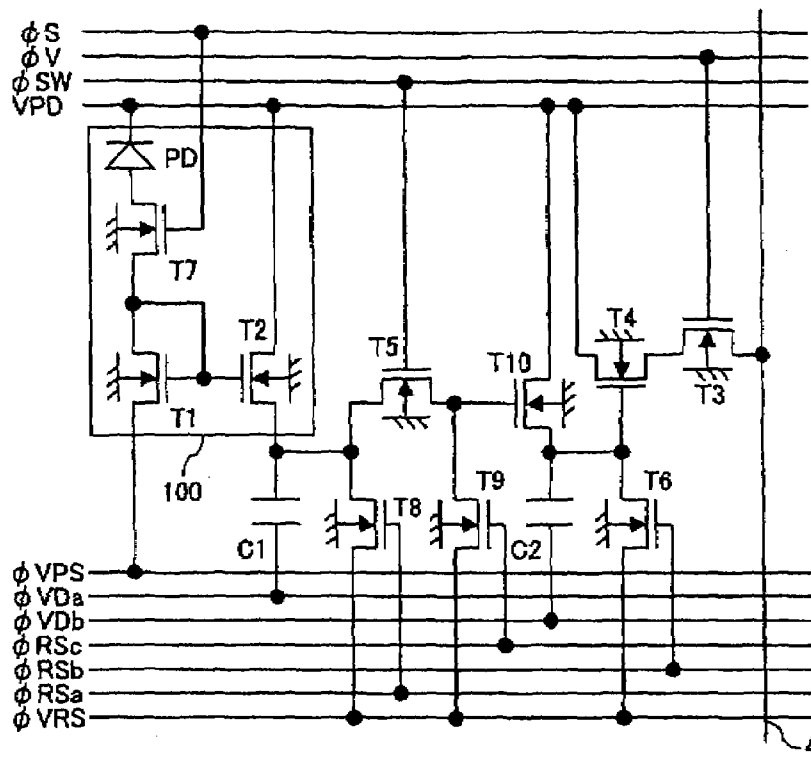 φS
φV
φSW
VPD
PD
T7
T2
T1
100
T5
T10
T4
T3
T8
T9
T6
C1
C2
φVPS
φVDa
φVDb
φRSc
φRSb
φRSa
φVRS